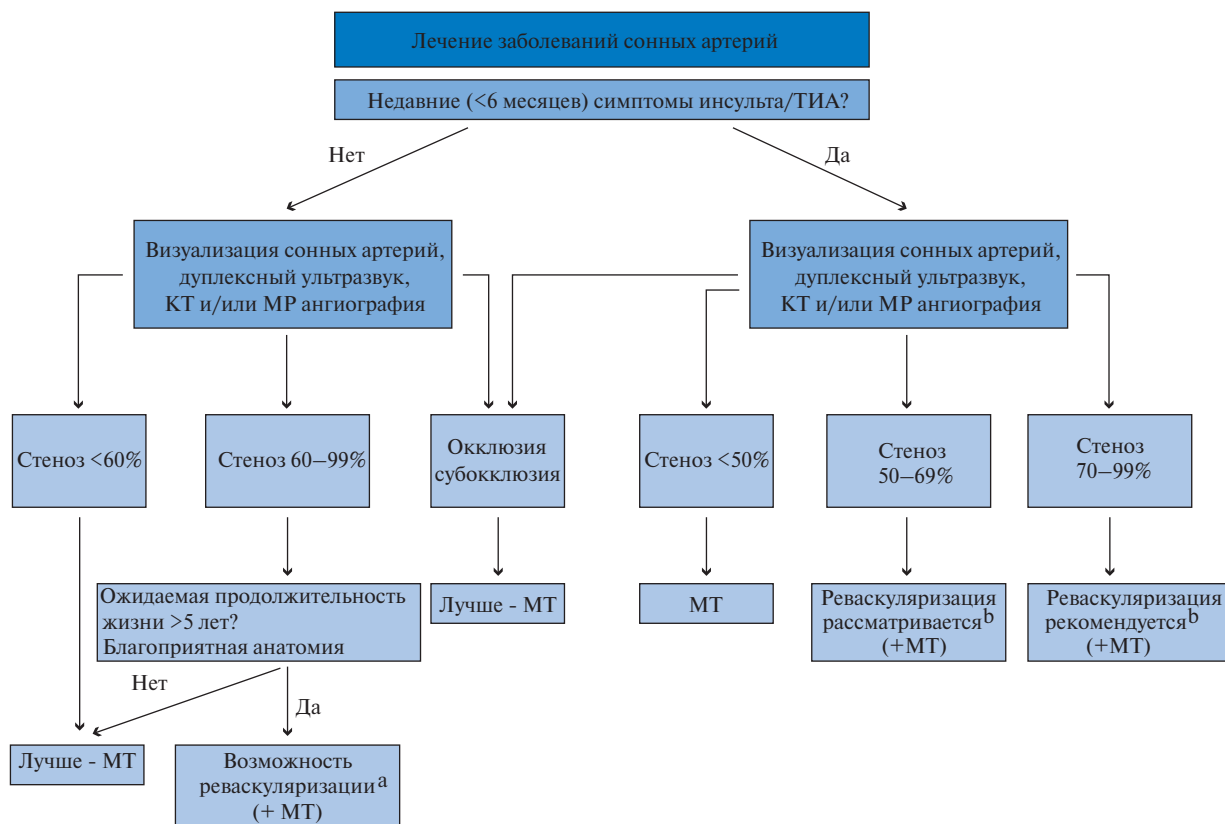 Лечение заболеваний сонных артерий
Недавние (<6 месяцев) симптомы инсульта/ТИА?
Нет
Да
Визуализация сонных артерий,
дуплексный ультразвук,
КТ и/или МР ангиография
Визуализация сонных артерий,
дуплексный ультразвук,
КТ и/или МР ангиография
Стеноз <60%
Стеноз 60–99%
Окклюзия
субокклюзия
Стеноз <50%
Стеноз
50–69%
Стеноз
70–99%
Ожидаемая продолжительность
жизни >5 лет?
Благоприятная анатомия
Лучше - МТ
МТ
Реваскуляризация
рассматривается b
(+МТ)
Реваскуляризация
рекомендуется b
(+МТ)
Нет
Да
Лучше - МТ
Возможность
реваскуляризации a
(+ МТ)